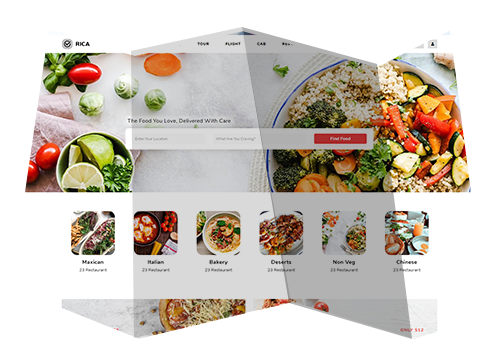 RICA TOUR FLIGHT CAB
The Food You Love, Delivered With Care
Enter Your Location What Are You Craving? Find Food
Maxican Italian Bakery Deserts Non Veg Chinese
23 Restaurant 23 Restaurant 23 Restaurant 23 Restaurant 23 Restaurant 23 Restaurant
ONLY $52